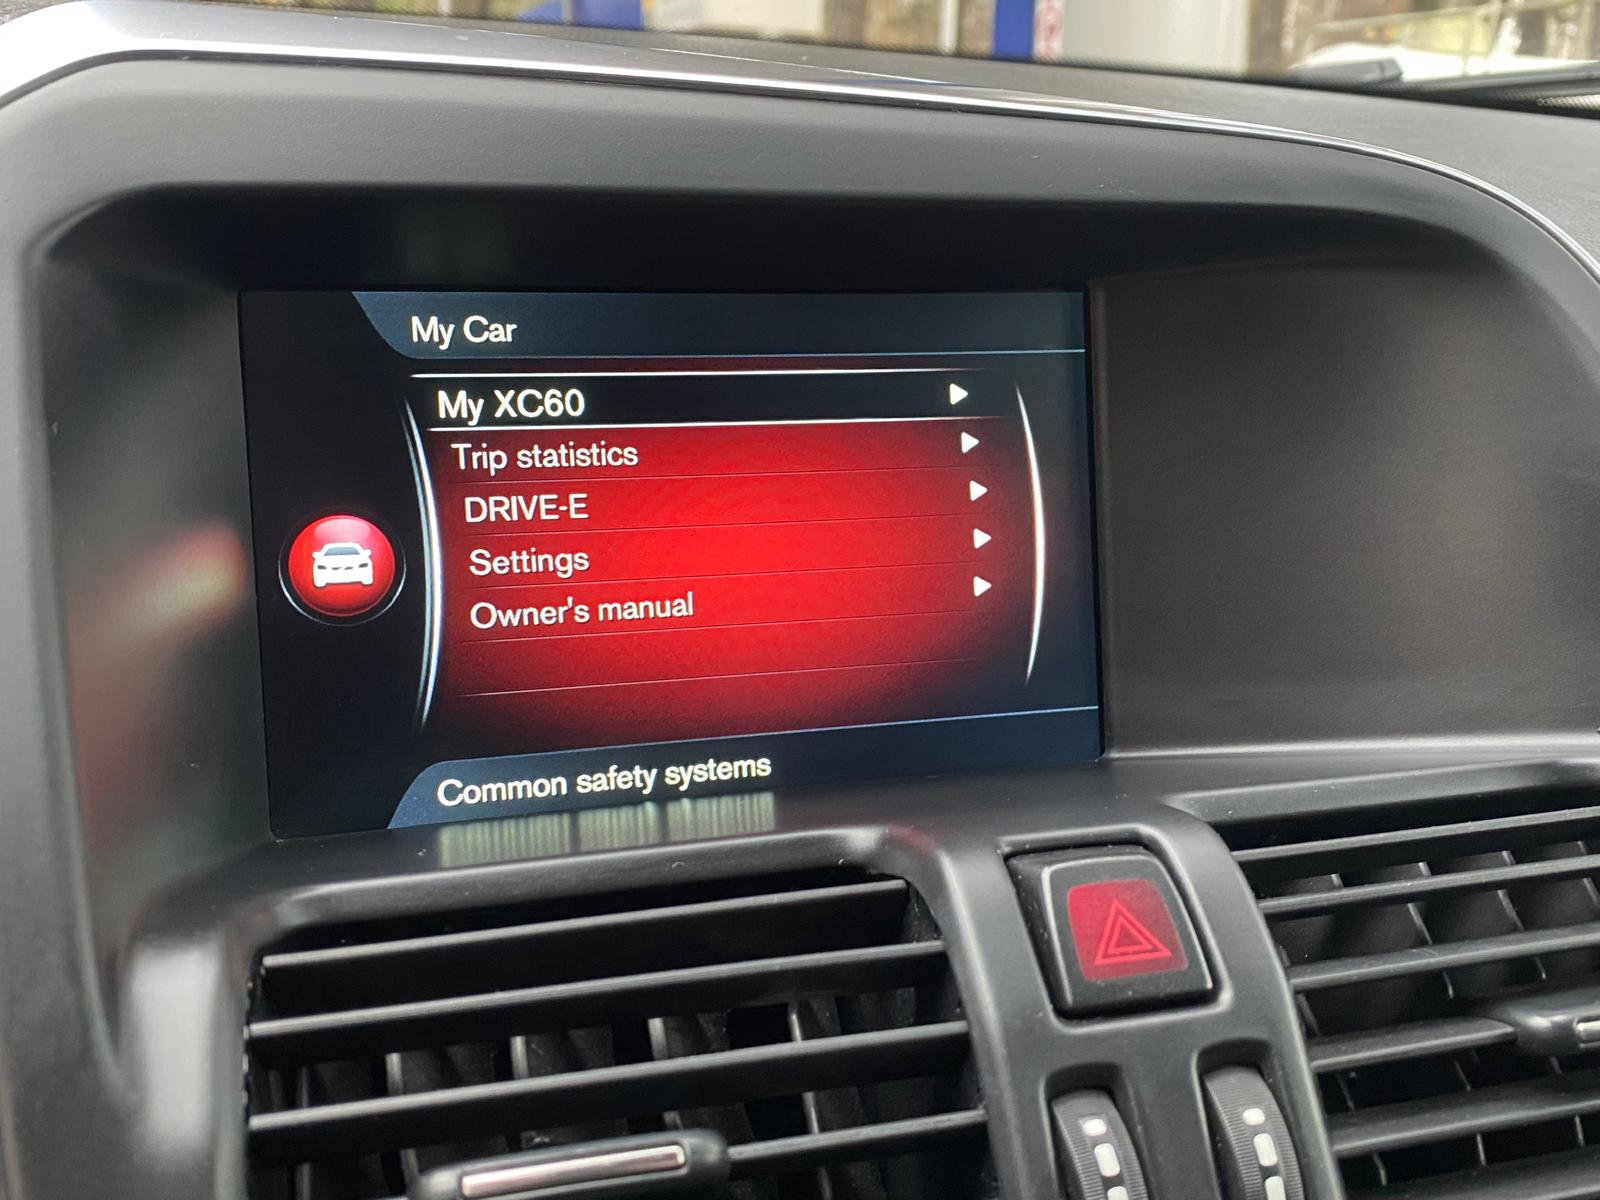 My Car
My XC60
Trip statistics
DRIVE-E
Settings
Owner's manual
Common safety systems